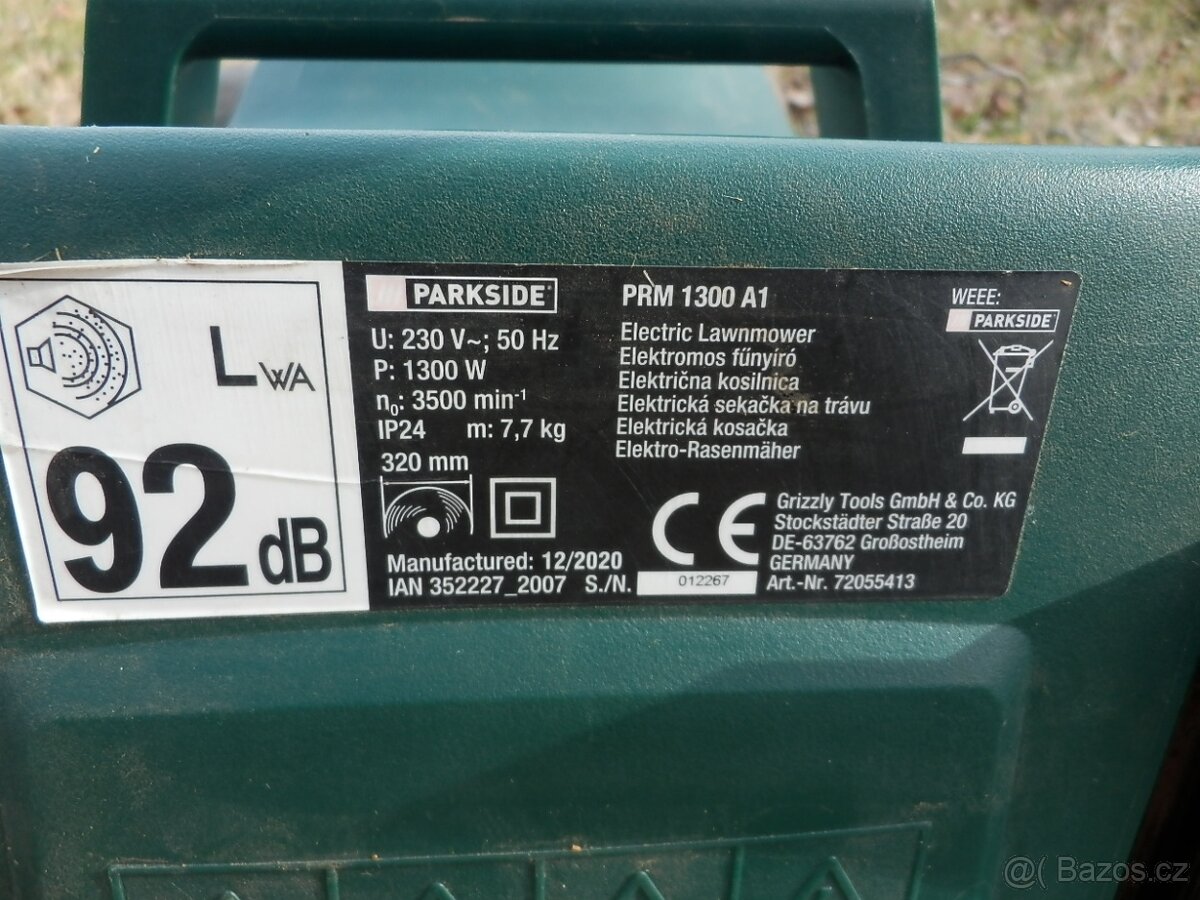 LWA
92 dB
PARKSIDE®
U: 230 V~; 50 Hz
P: 1300 W
n0: 3500 min-1
IP24 m: 7,7 kg
320 mm
Manufactured: 12/2020
IAN 352227_2007 S./N. 012267
PRM 1300 A1
Electric Lawnmower
Elektromos fűnyíró
Električna kosilnica
Elektrická sekačka na trávu
Elektrická kosačka
Elektro-Rasenmäher
WEEE:
PARKSIDE®
CE
Grizzly Tools GmbH & Co. KG
Stockstädter Straße 20
DE-63762 Großostheim
GERMANY
Art.-Nr. 72055413
@( Bazos.cz